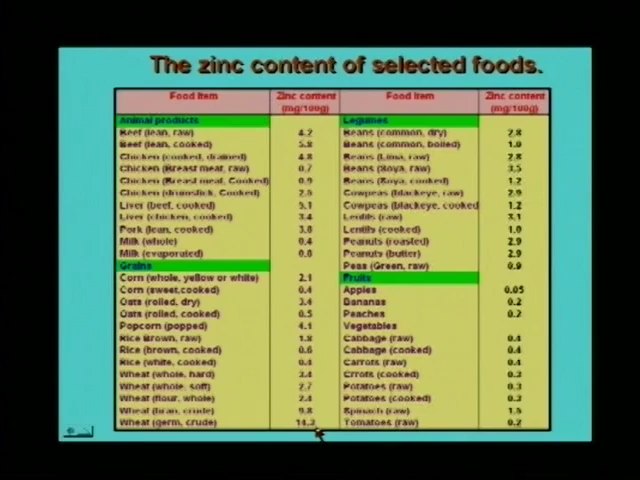 The zinc content of selected foods.
Food Item Zinc content (mg/100g) Food Item Zinc content (mg/100g)
Animal products Legumes
Beef (lean, raw) 4.2 Beans (common, dry) 2.8
Beef (lean, cooked) 5.8 Beans (common, boiled) 1.0
Chicken (cooked, drained) 4.8 Beans (Lima, raw) 2.8
Chicken (Breast meat, raw) 0.7 Beans (Soya, raw) 3.5
Chicken (Breast meat, Cooked) 0.9 Beans (Soya, cooked) 1.2
Chicken (drumstick, Cooked) 2.5 Cowpeas (blackeye, raw) 2.9
Liver (beef, cooked) 5.1 Cowpeas (blackeye, cooked 1.2
Liver (chicken, cooked) 3.4 Lentils (raw) 3.1
Pork (lean, cooked) 3.8 Lentils (cooked) 1.0
Milk (whole) 0.4 Peanuts (roasted) 2.9
Milk (evaporated) 0.8 Peanuts (butter) 2.9
Grains Peas (Green, raw) 0.9
Corn (whole, yellow or white) 2.1 Fruits
Corn (sweet,cooked) 0.4 Apples 0.05
Oats (rolled, dry) 3.4 Bananas 0.2
Oats (rolled, cooked) 0.5 Peaches 0.2
Popcorn (popped) 4.1 Vegetables
Rice Brown, raw) 1.8 Cabbage (raw) 0.4
Rice (brown, cooked) 0.6 Cabbage (cooked) 0.4
Rice (white, cooked) 0.4 Carrots (raw) 0.4
Wheat (whole, hard) 3.4 Crrots (cooked) 0.3
Wheat (whole, soft) 2.7 Potatoes (raw) 0.3
Wheat (flour, whole) 2.4 Potatoes (cooked) 0.3
Wheat (bran, crude) 9.8 Spinach (raw)
Wheat (germ, crude) 14.3 Tomatoes (raw) 0.2